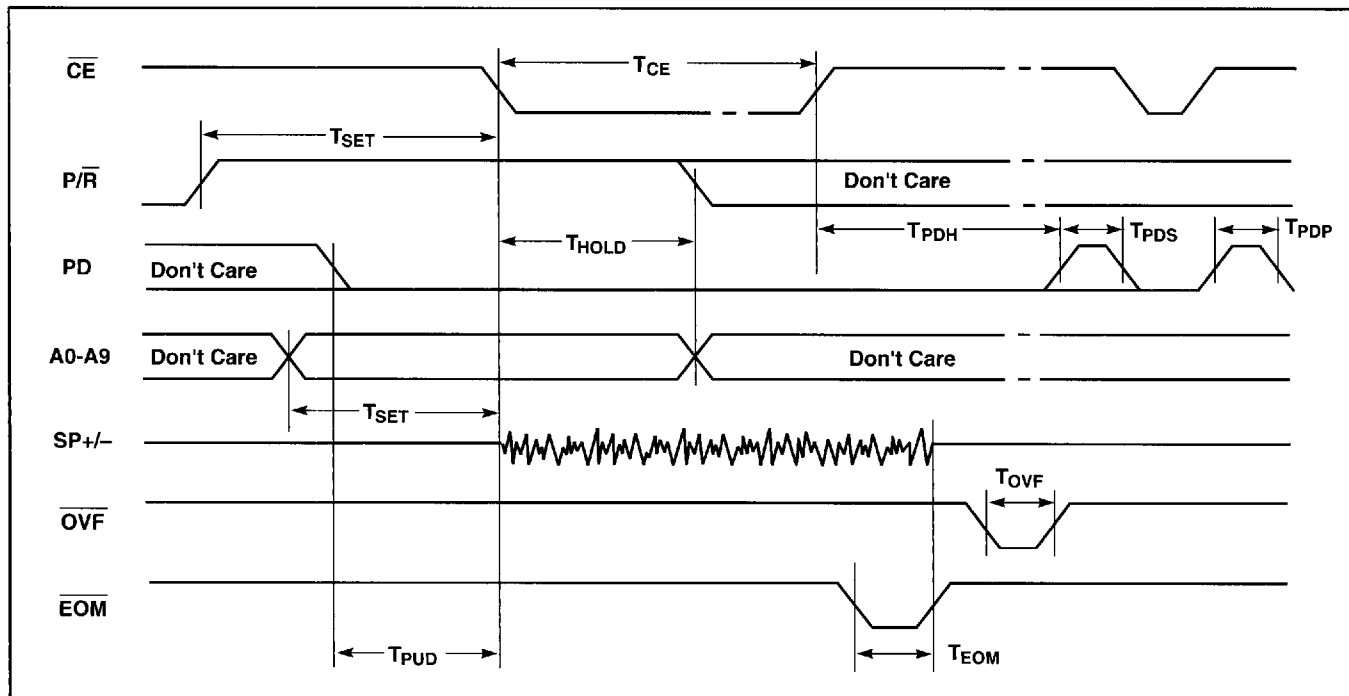 CE
T_CE
T_SET
P/R
Don't Care
T_HOLD
T_PDH
T_PDS
T_PDP
PD
Don't Care
A0-A9
Don't Care
Don't Care
T_SET
SP+/–
T_OVF
OVF
EOM
T_PUD
T_EOM